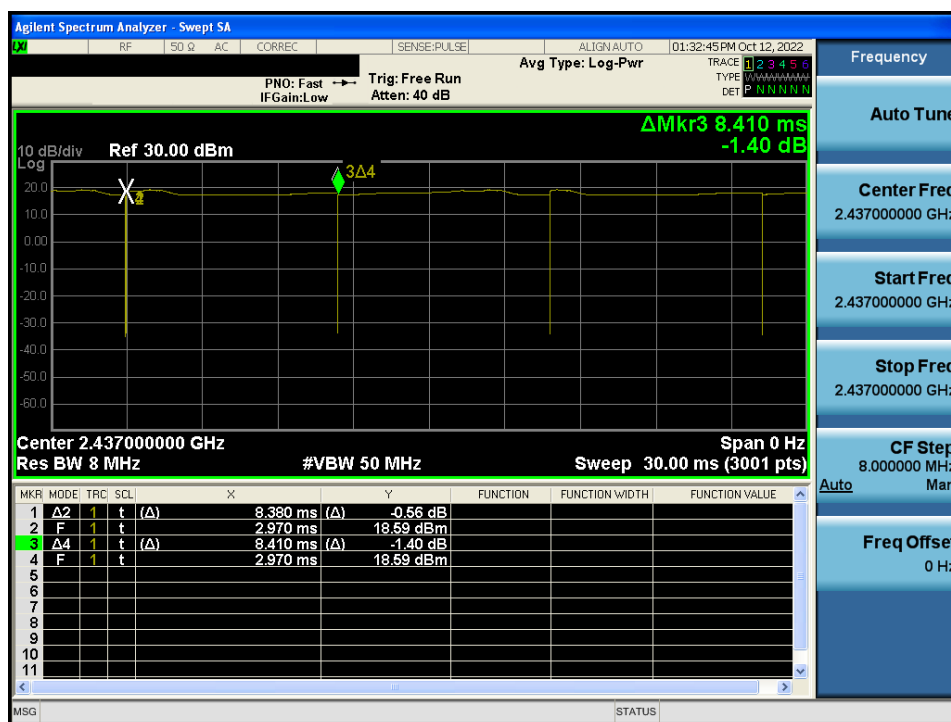 Agilent Spectrum Analyzer - Swept SA
LXI RF 50 Ω AC CORREC SENSE:PULSE ALIGN AUTO 01:32:45 PM Oct 12, 2022
Avg Type: Log-Pwr TRACE 1 2 3 4 5 6
PNO: Fast Trig: Free Run TYPE WWWWWW
IFGain:Low Atten: 40 dB DET P N N N N N
ΔMkr3 8.410 ms
10 dB/div Ref 30.00 dBm -1.40 dB
Log
3Δ4
20.0
10.0
0.00
-10.0
-20.0
-30.0
-40.0
-50.0
-60.0
Center 2.437000000 GHz Span 0 Hz
Res BW 8 MHz #VBW 50 MHz Sweep 30.00 ms (3001 pts)
MKR MODE TRC SCL X Y FUNCTION FUNCTION WIDTH FUNCTION VALUE
1 Δ2 1 t (Δ) 8.380 ms (Δ) -0.56 dB
2 F 1 t 2.970 ms 18.59 dBm
3 Δ4 1 t (Δ) 8.410 ms (Δ) -1.40 dB
4 F 1 t 2.970 ms 18.59 dBm
5
6
7
8
9
10
11
MSG STATUS
Frequency
Auto Tune
Center Freq
2.437000000 GHz
Start Freq
2.437000000 GHz
Stop Freq
2.437000000 GHz
CF Step
8.000000 MHz
Auto Man
Freq Offset
0 Hz